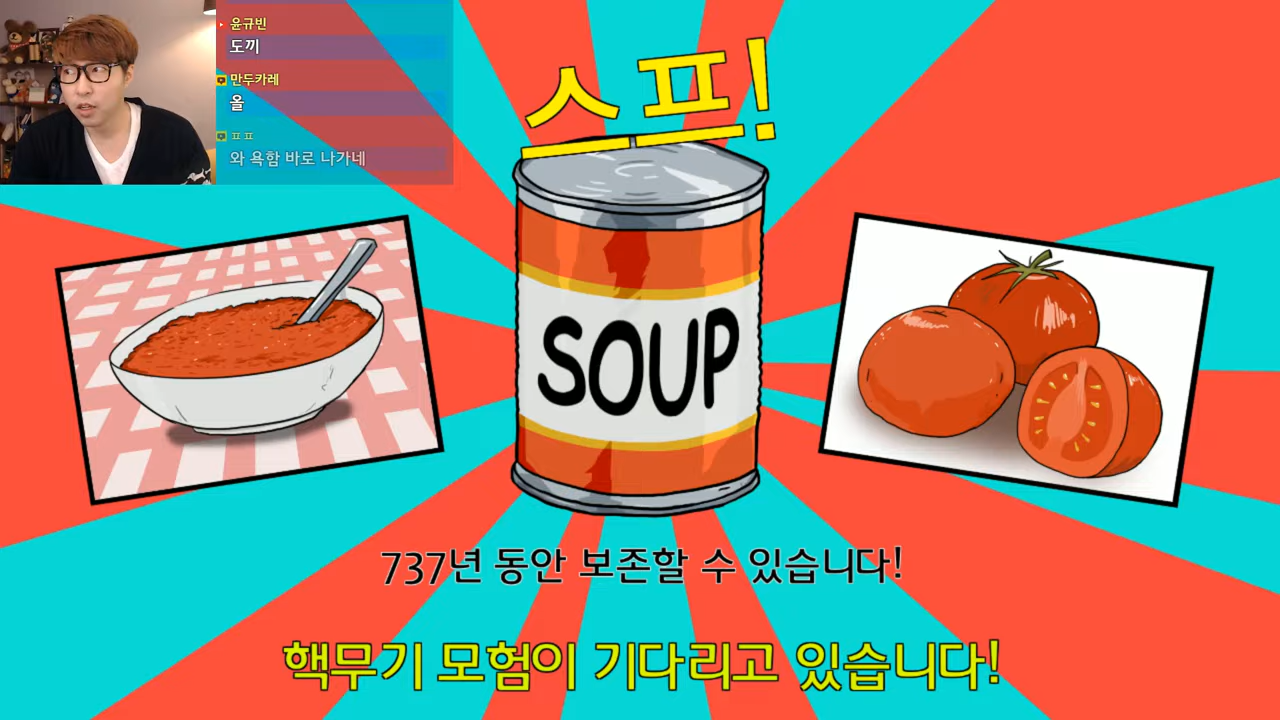 윤규빈
도끼
만두카레
올
ㅍㅍ
와 욕함 바로 나가네
스프!
SOUP
737년 동안 보존할 수 있습니다!
핵무기 모험이 기다리고 있습니다!